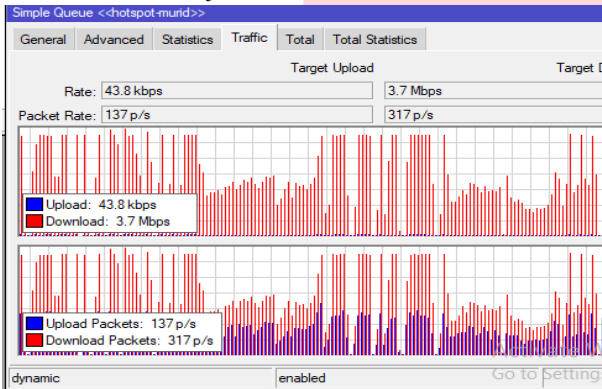 Simple Queue <<hotspot-murid>>
General Advanced Statistics Traffic Total Total Statistics
Target Upload Target D
Rate: 43.8 kbps 3.7 Mbps
Packet Rate: 137 p/s 317 p/s
Upload: 43.8 kbps
Download: 3.7 Mbps
Upload Packets: 137 p/s
Download Packets: 317 p/s
Activate W
Go to Setting
dynamic enabled